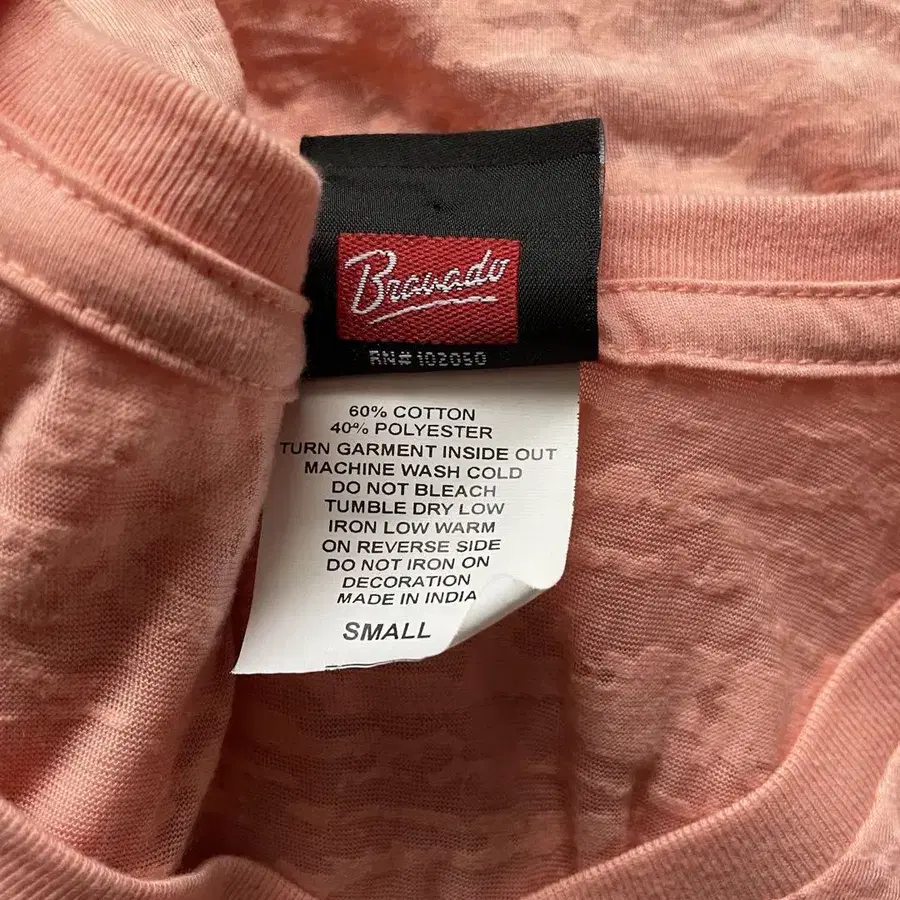 Bravado
RN# 102050
60% COTTON
40% POLYESTER
TURN GARMENT INSIDE OUT
MACHINE WASH COLD
DO NOT BLEACH
TUMBLE DRY LOW
IRON LOW WARM
ON REVERSE SIDE
DO NOT IRON ON
DECORATION
MADE IN INDIA
SMALL